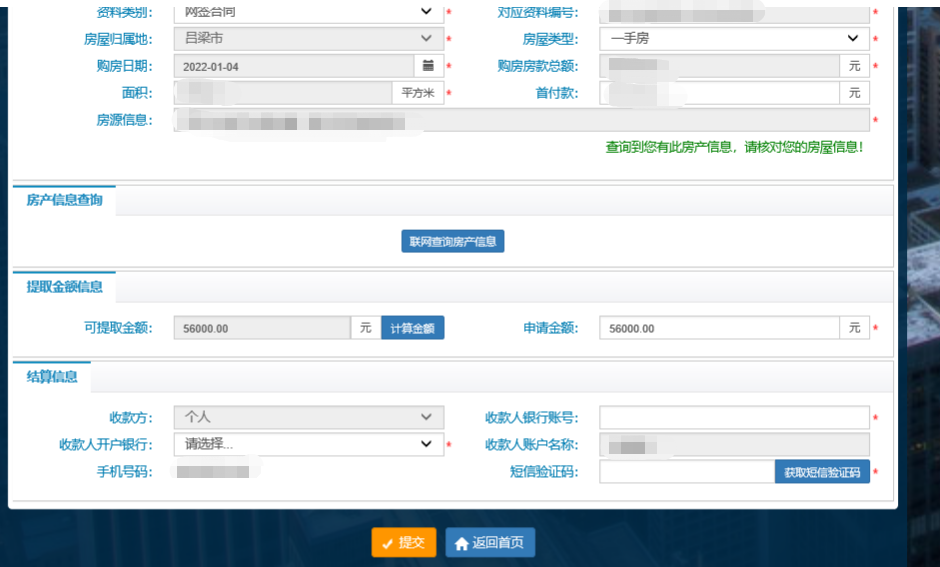 资料类别: 网签合同 * 对应资料编号: *
房屋归属地: 吕梁市 * 房屋类型: 一手房 *
购房日期: 2022-01-04 * 购房房款总额: 元 *
面积: 平方米 * 首付款: 元
房源信息: *
查询到您有此房产信息，请核对您的房屋信息!
房产信息查询
联网查询房产信息
提取金额信息
可提取金额: 56000.00 元 计算金额 申请金额: 56000.00 元 *
结算信息
收款方: 个人 收款人银行账号: *
收款人开户银行: 请选择... * 收款人账户名称:
手机号码: 短信验证码: 获取短信验证码 *
提交 返回首页